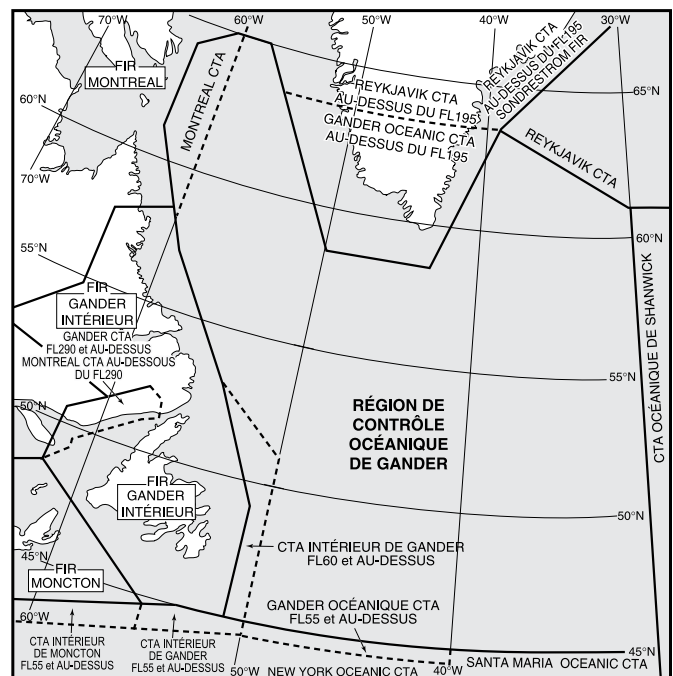 70°W
60°W
50°W
40°W
30°W
FIR
MONTREAL
MONTREAL CTA
REYKJAVIK CTA
AU-DESSUS DU FL195
GANDER OCEANIC CTA
AU-DESSUS DU FL195
REYKJAVIK CTA
AU-DESSUS DU FL195
SONDRESTROM FIR
65°N
REYKJAVIK CTA
60°N
70°W
60°N
55°N
FIR
GANDER
INTÉRIEUR
GANDER CTA
FL290 et AU-DESSUS
MONTREAL CTA AU-DESSOUS
DU FL290
CTA OCÉANIQUE DE SHANWICK
55°N
50°N
RÉGION DE
CONTRÔLE
OCÉANIQUE
DE GANDER
FIR
GANDER
INTÉRIEUR
50°N
45°N
FIR
MONCTON
CTA INTÉRIEUR DE GANDER
FL60 et AU-DESSUS
60°W
GANDER OCÉANIQUE CTA
FL55 et AU-DESSUS
CTA INTÉRIEUR
DE MONCTON
FL55 et AU-DESSUS
CTA INTÉRIEUR
DE GANDER
FL55 et AU-DESSUS
50°W
NEW YORK OCEANIC CTA
40°W
SANTA MARIA OCEANIC CTA
45°N